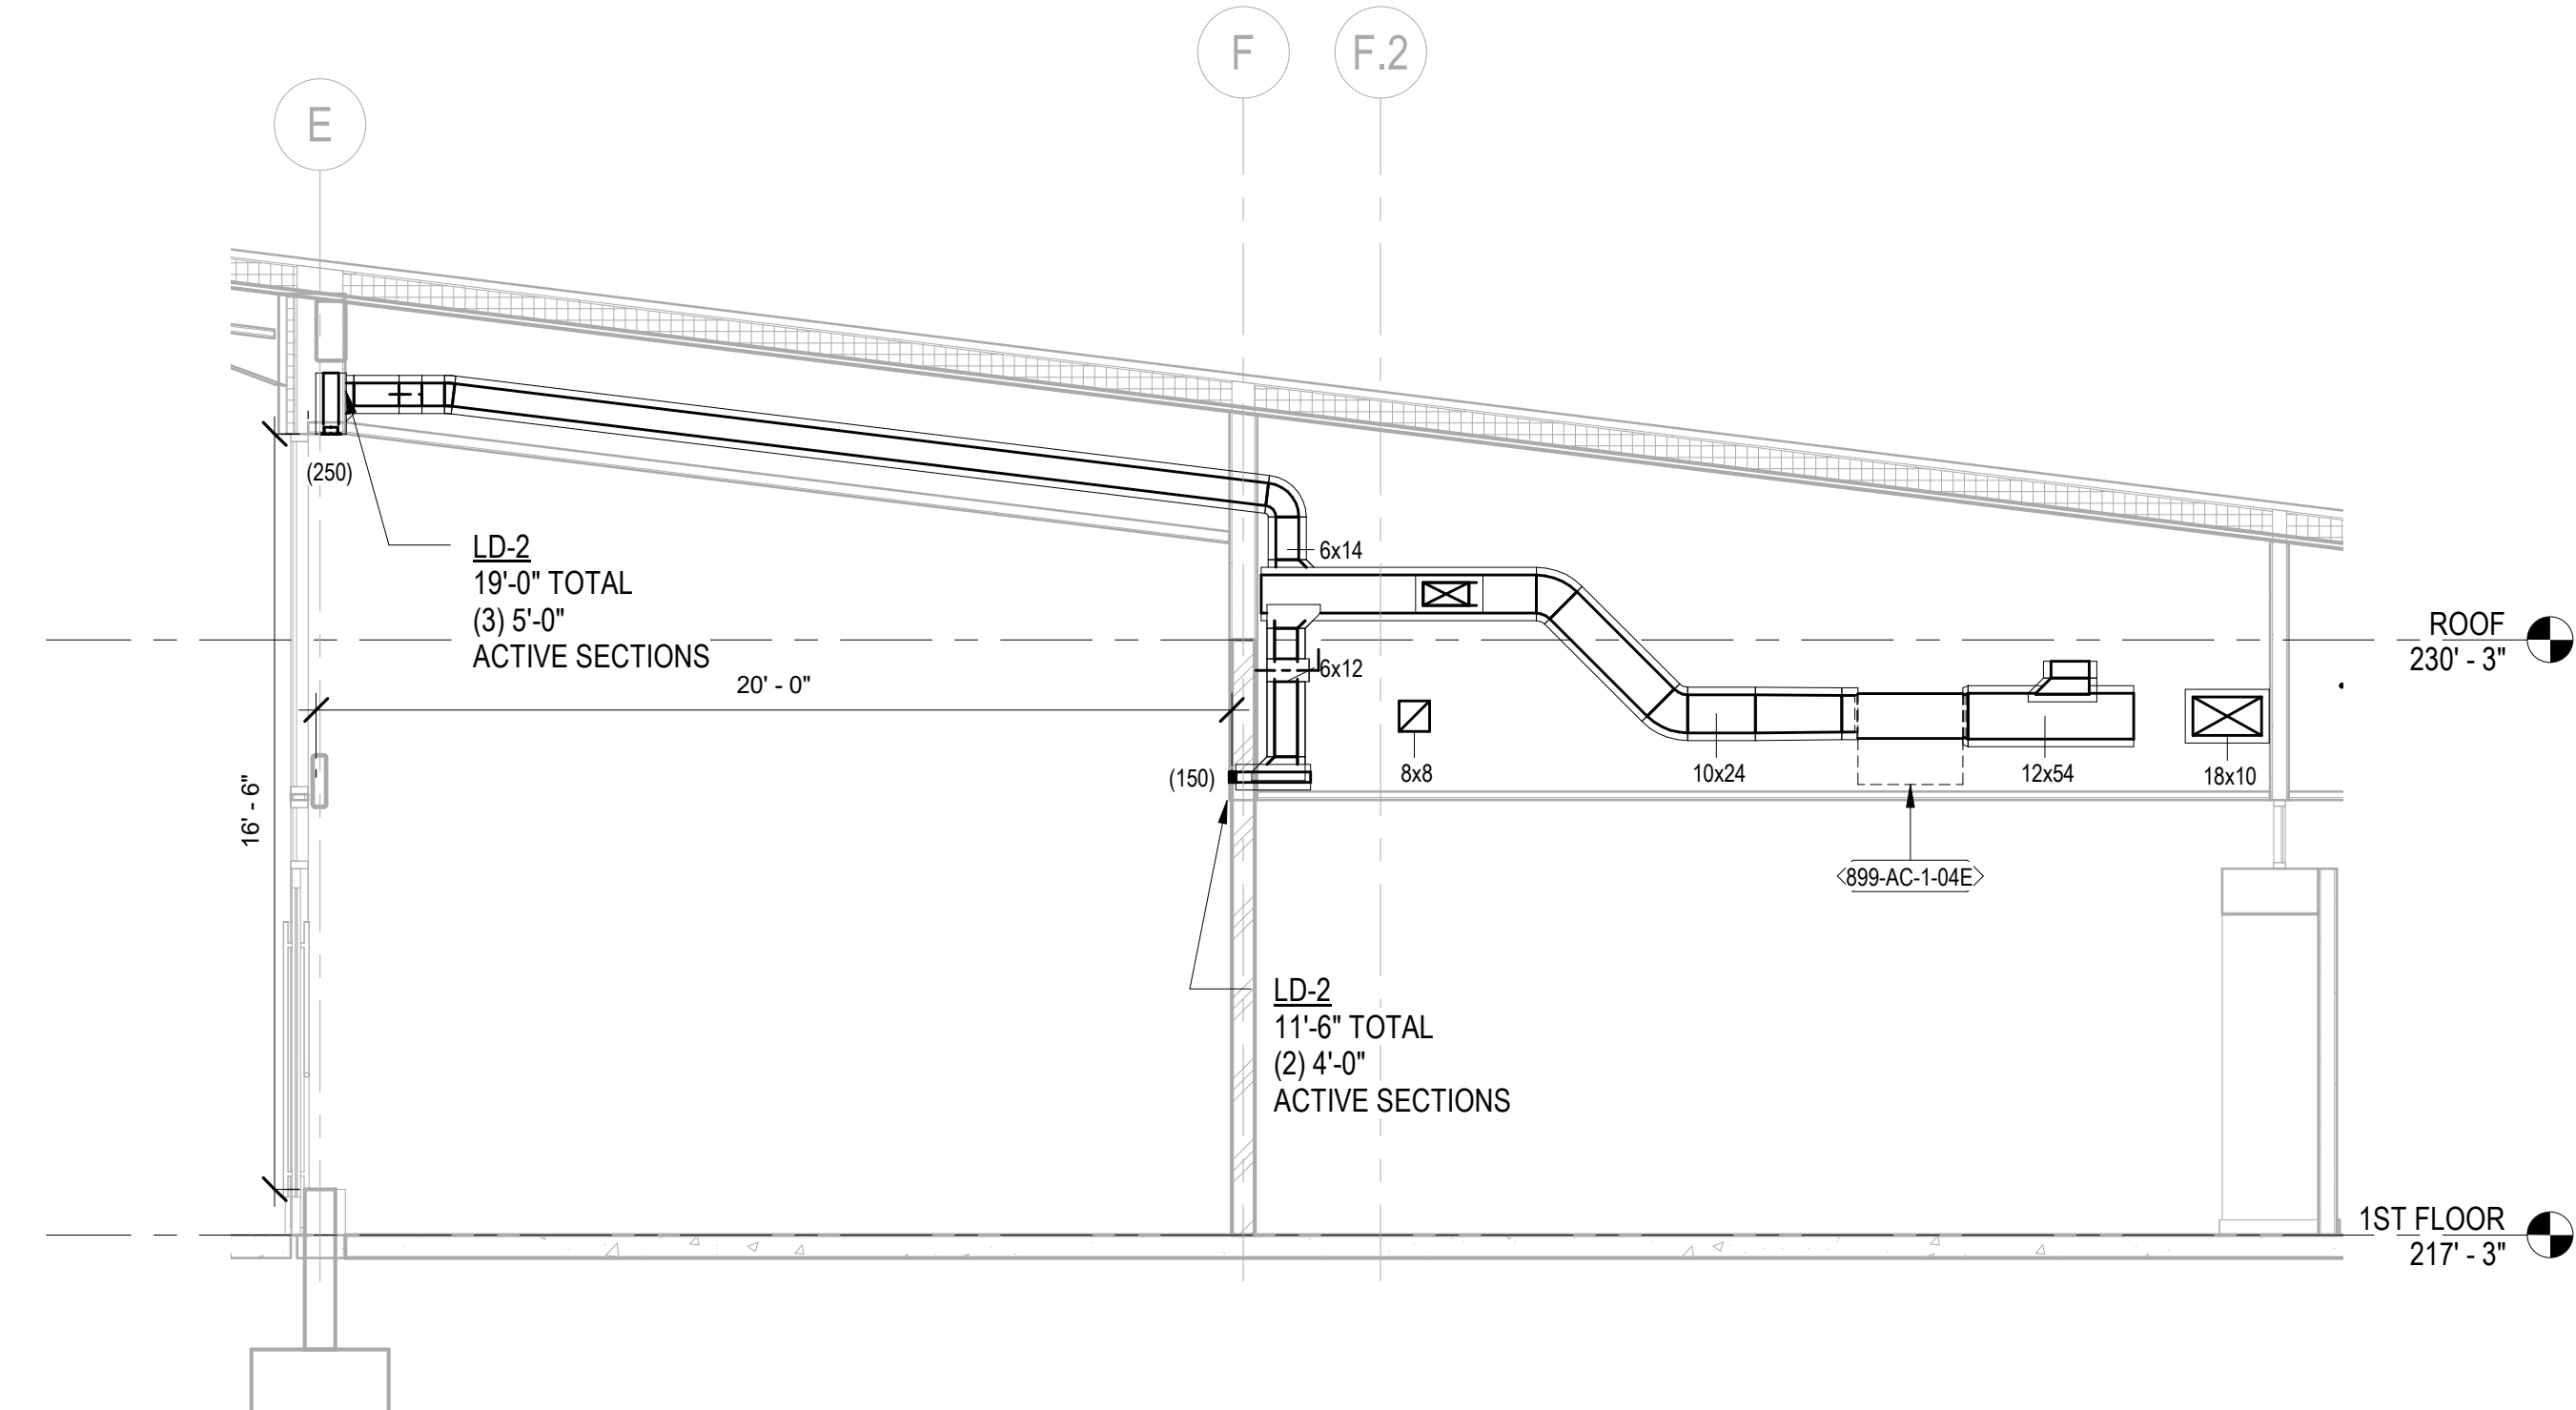 F
F.2
E
(250)
LD-2
19'-0" TOTAL
(3) 5'-0"
ACTIVE SECTIONS
6x14
ROOF
230' - 3"
20' - 0"
6x12
16' - 6"
(150)
8x8
10x24
12x54
18x10
899-AC-1-04E
LD-2
11'-6" TOTAL
(2) 4'-0"
ACTIVE SECTIONS
1ST FLOOR
217' - 3"